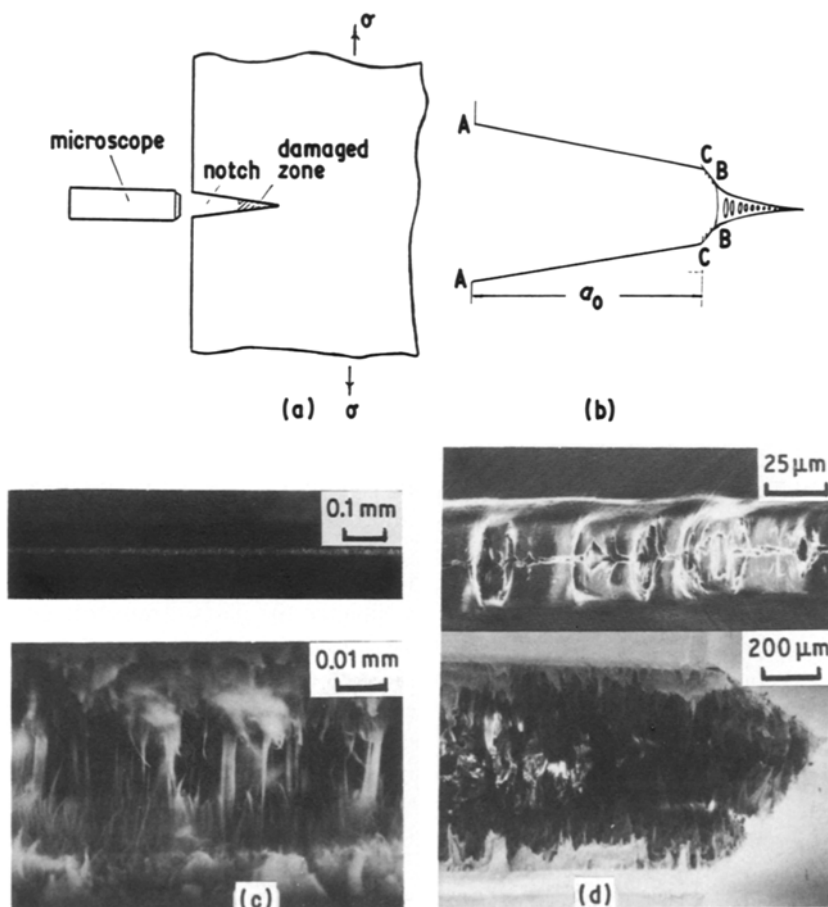 σ
microscope
notch
damaged
zone
σ
(a)
A
C
B
B
C
A
a₀
(b)
0.1 mm
0.01 mm
(c)
25 μm
200 μm
(d)